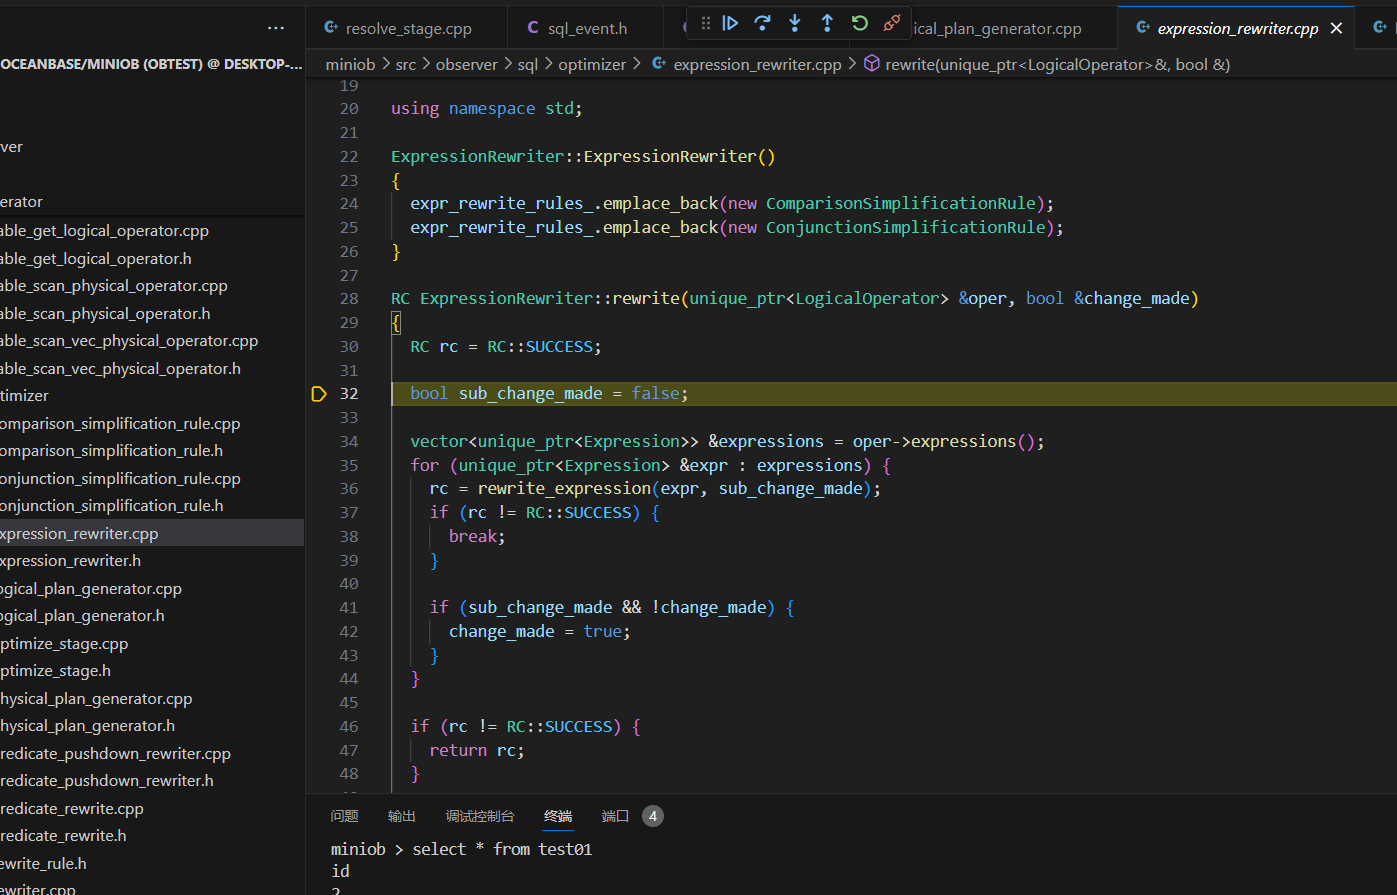 resolve_stage.cpp
sql_event.h
ical_plan_generator.cpp
expression_rewriter.cpp
OCEANBASE/MINIOB (OBTEST) @ DESKTOP-...
miniob > src > observer > sql > optimizer > expression_rewriter.cpp > rewrite(unique_ptr<LogicalOperator>&, bool &)
ver
erator
able_get_logical_operator.cpp
able_get_logical_operator.h
able_scan_physical_operator.cpp
able_scan_physical_operator.h
able_scan_vec_physical_operator.cpp
able_scan_vec_physical_operator.h
timizer
omparison_simplification_rule.cpp
omparison_simplification_rule.h
onjunction_simplification_rule.cpp
onjunction_simplification_rule.h
xpression_rewriter.cpp
xpression_rewriter.h
ogical_plan_generator.cpp
ogical_plan_generator.h
ptimize_stage.cpp
ptimize_stage.h
hysical_plan_generator.cpp
hysical_plan_generator.h
redicate_pushdown_rewriter.cpp
redicate_pushdown_rewriter.h
redicate_rewrite.cpp
redicate_rewrite.h
ewrite_rule.h
ewriter.cpp
19
20 using namespace std;
21
22 ExpressionRewriter::ExpressionRewriter()
23 {
24 expr_rewrite_rules_.emplace_back(new ComparisonSimplificationRule);
25 expr_rewrite_rules_.emplace_back(new ConjunctionSimplificationRule);
26 }
27
28 RC ExpressionRewriter::rewrite(unique_ptr<LogicalOperator> &oper, bool &change_made)
29 {
30 RC rc = RC::SUCCESS;
31
32 bool sub_change_made = false;
33
34 vector<unique_ptr<Expression>> &expressions = oper->expressions();
35 for (unique_ptr<Expression> &expr : expressions) {
36 rc = rewrite_expression(expr, sub_change_made);
37 if (rc != RC::SUCCESS) {
38 break;
39 }
40
41 if (sub_change_made && !change_made) {
42 change_made = true;
43 }
44 }
45
46 if (rc != RC::SUCCESS) {
47 return rc;
48 }
问题 输出 调试控制台 终端 端口 4
miniob > select * from test01
id
2